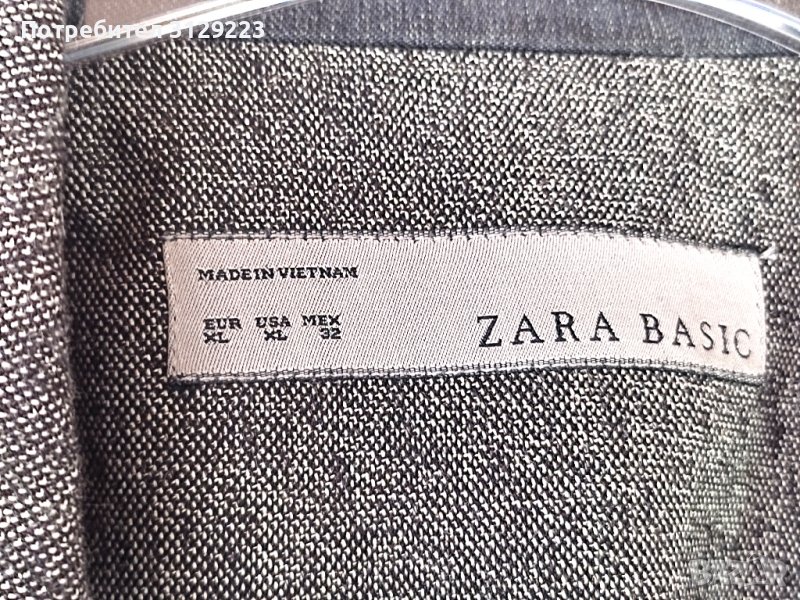 Потребител 5129223
MADE IN VIETNAM
EUR USA MEX
XL XL 32
ZARA BASIC